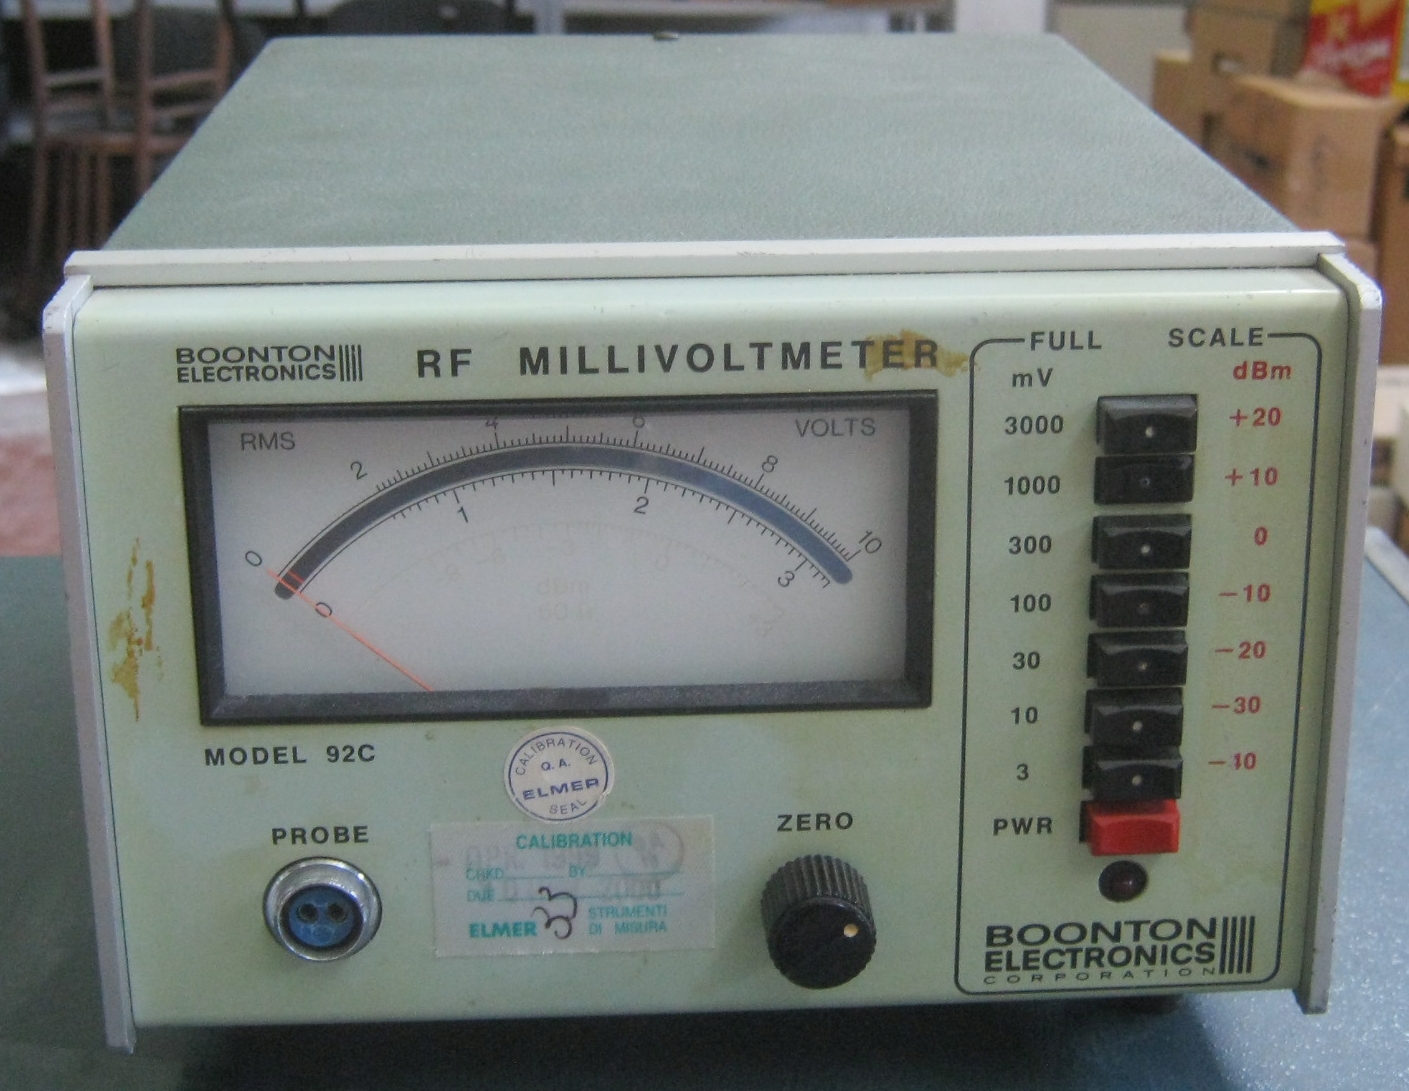 BOONTON
ELECTRONICS
RF MILLIVOLTMETER
RMS
VOLTS
0 2 4 6 8 10
0 1 2 3
dBm
MODEL 92C
CALIBRATION
Q.A.
ELMER
SEAL
PROBE
CALIBRATION
CHKD BY
DUE 2000
ELMER 33 STRUMENTI
DI MISURA
ZERO
FULL SCALE
mV dBm
3000 +20
1000 +10
300 0
100 −10
30 −20
10 −30
3 −40
PWR
BOONTON
ELECTRONICS
CORPORATION